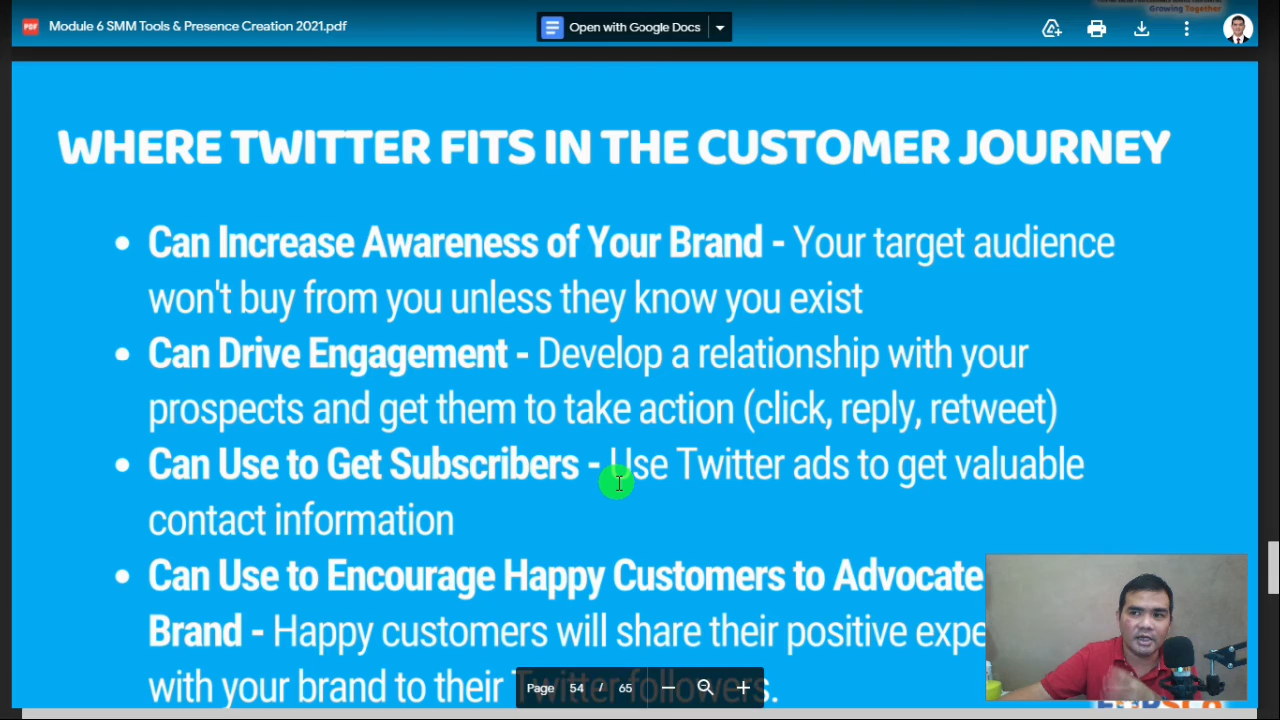 Growing Together
PDF Module 6 SMM Tools & Presence Creation 2021.pdf
Open with Google Docs
WHERE TWITTER FITS IN THE CUSTOMER JOURNEY
• Can Increase Awareness of Your Brand - Your target audience
won't buy from you unless they know you exist
• Can Drive Engagement - Develop a relationship with your
prospects and get them to take action (click, reply, retweet)
• Can Use to Get Subscribers - Use Twitter ads to get valuable
contact information
• Can Use to Encourage Happy Customers to Advocate
Brand - Happy customers will share their positive expe
with your brand to their Twitter followers.
Page 54 / 65